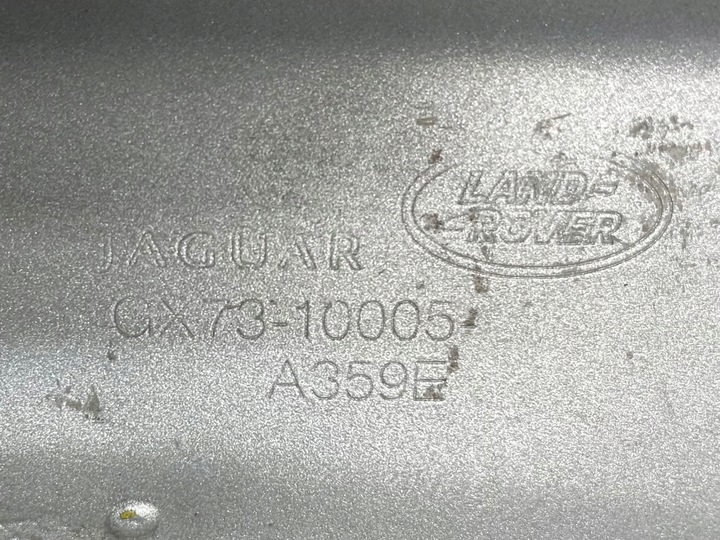 LAND-
-ROVER
JAGUAR
GX73-10005
A359E